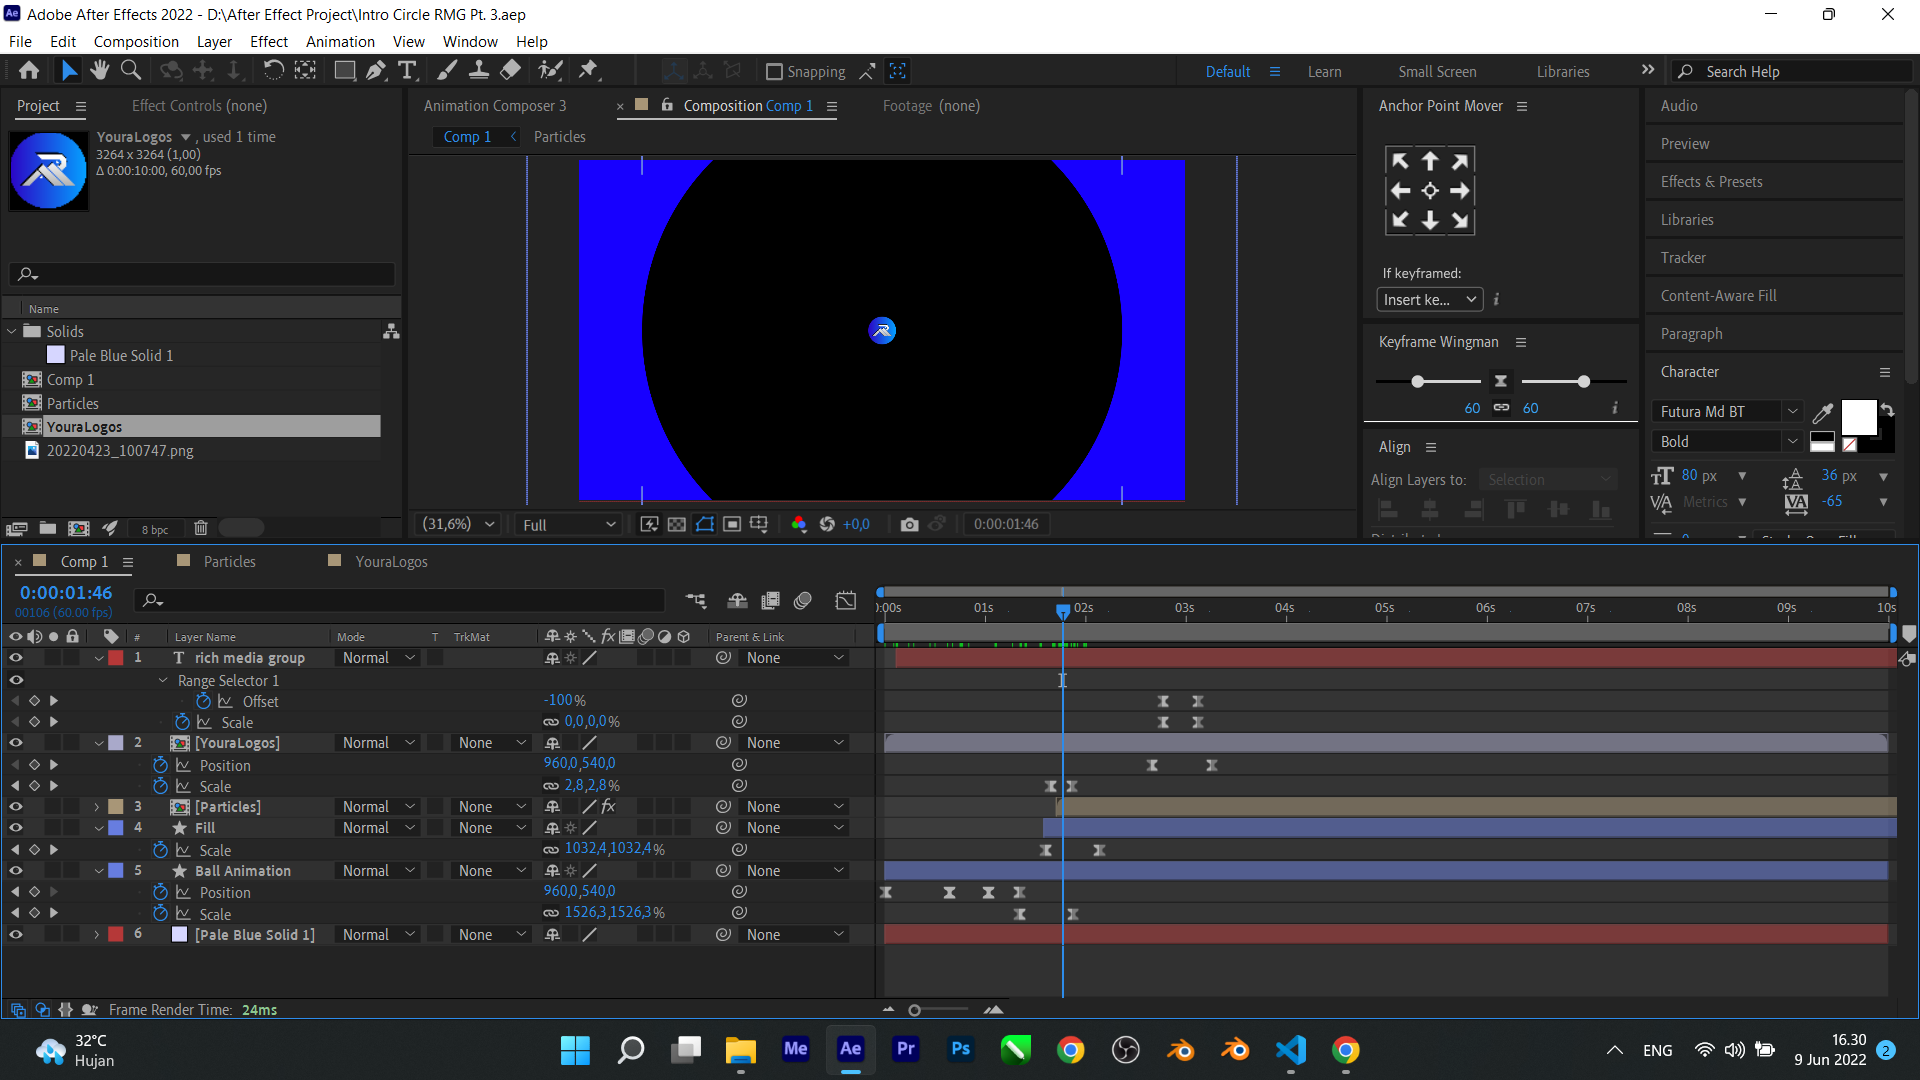 Adobe After Effects 2022 - D:\After Effect Project\Intro Circle RMG Pt. 3.aep
File Edit Composition Layer Effect Animation View Window Help
Snapping Default Learn Small Screen Libraries Search Help
Project Effect Controls (none)
YouraLogos , used 1 time
3264 x 3264 (1,00)
Δ 0:00:10:00, 60,00 fps
Name
Solids
Pale Blue Solid 1
Comp 1
Particles
YouraLogos
20220423_100747.png
8 bpc
Animation Composer 3 Composition Comp 1 Footage (none)
Comp 1 Particles
(31,6%) Full +0,0 0:00:01:46
Anchor Point Mover
If keyframed:
Insert ke...
Keyframe Wingman
60 60
Align
Align Layers to: Selection
Audio
Preview
Effects & Presets
Libraries
Tracker
Content-Aware Fill
Paragraph
Character
Futura Md BT
Bold
80 px 36 px
Metrics -65
Comp 1 Particles YouraLogos
0:00:01:46
00106 (60.00 fps)
# Layer Name Mode T TrkMat Parent & Link
00s 01s 02s 03s 04s 05s 06s 07s 08s 09s 10s
1 T rich media group Normal None
Range Selector 1
Offset -100%
Scale 0,0,0,0%
2 [YouraLogos] Normal None None
Position 960,0,540,0
Scale 2,8,2,8%
3 [Particles] Normal None fx None
4 Fill Normal None None
Scale 1032,4,1032,4%
5 Ball Animation Normal None None
Position 960,0,540,0
Scale 1526,3,1526,3%
6 [Pale Blue Solid 1] Normal None None
Frame Render Time: 24ms
32°C
Hujan
Me Ae Pr Ps
ENG
16.30
9 Jun 2022 2